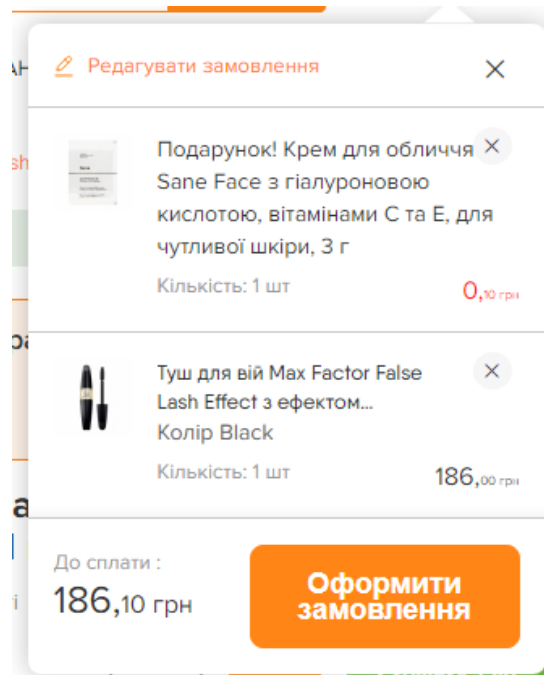 Редагувати замовлення
Подарунок! Крем для обличчя
Sane Face з гіалуроновою
кислотою, вітамінами С та Е, для
чутливої шкіри, 3 г
Кількість: 1 шт
0,10 грн
Туш для вій Max Factor False
Lash Effect з ефектом...
Колір Black
Кількість: 1 шт
186,00 грн
До сплати :
186,10 грн
Оформити
замовлення